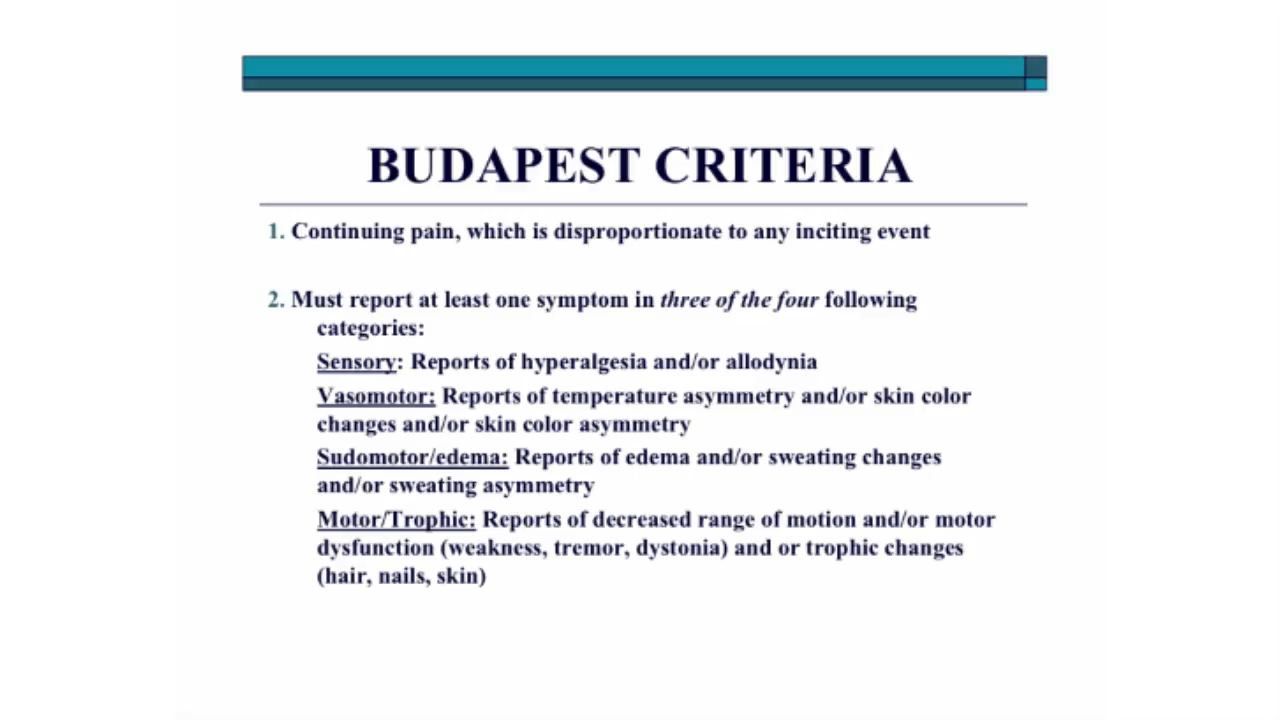 BUDAPEST CRITERIA
1. Continuing pain, which is disproportionate to any inciting event
2. Must report at least one symptom in three of the four following
categories:
Sensory: Reports of hyperalgesia and/or allodynia
Vasomotor: Reports of temperature asymmetry and/or skin color
changes and/or skin color asymmetry
Sudomotor/edema: Reports of edema and/or sweating changes
and/or sweating asymmetry
Motor/Trophic: Reports of decreased range of motion and/or motor
dysfunction (weakness, tremor, dystonia) and or trophic changes
(hair, nails, skin)